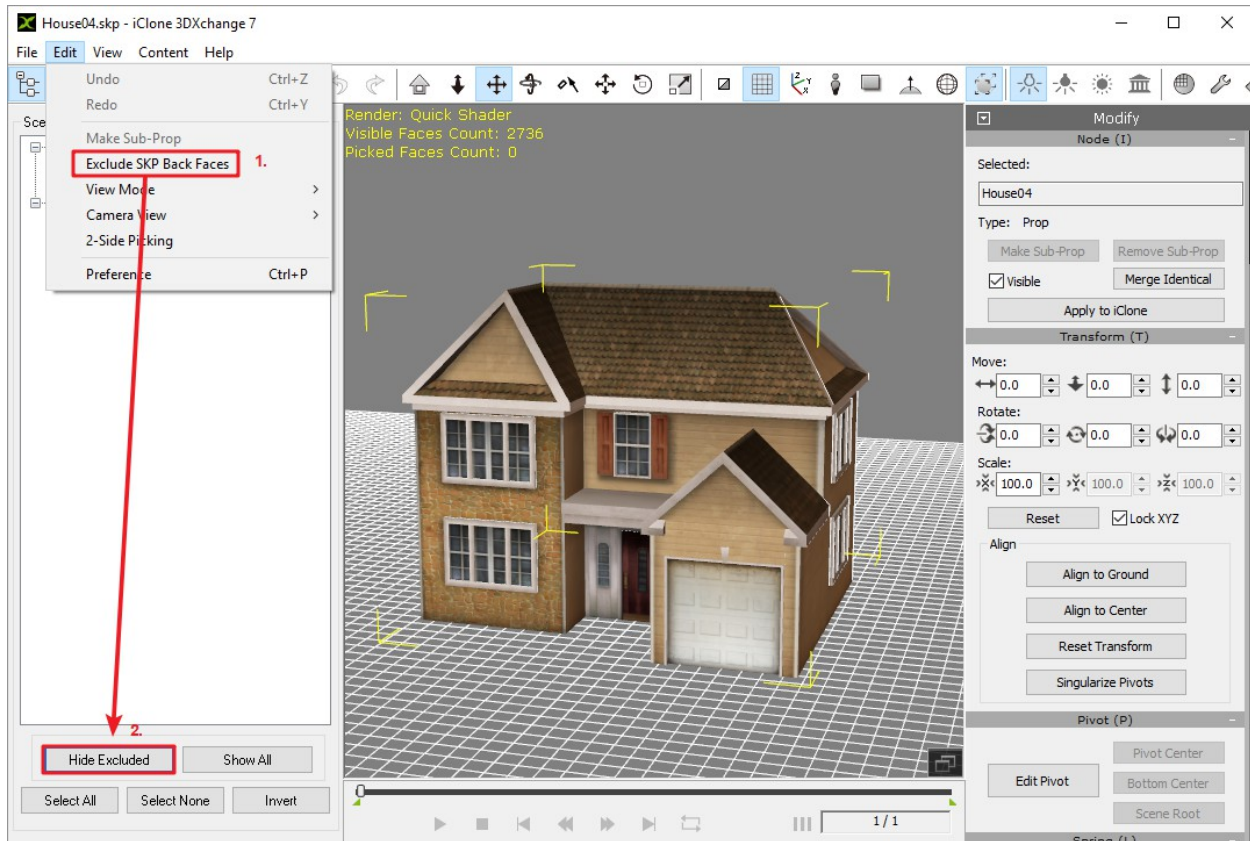 House04.skp - iClone 3DXchange 7
File Edit View Content Help
Undo Ctrl+Z
Redo Ctrl+Y
Make Sub-Prop
Exclude SKP Back Faces 1.
View Mode
Camera View
2-Side Picking
Preference Ctrl+P
Sce
2.
Hide Excluded Show All
Select All Select None Invert
Render: Quick Shader
Visible Faces Count: 2736
Picked Faces Count: 0
1 / 1
Modify
Node (I)
Selected:
House04
Type: Prop
Make Sub-Prop Remove Sub-Prop
Visible Merge Identical
Apply to iClone
Transform (T)
Move:
0.0 0.0 0.0
Rotate:
0.0 0.0 0.0
Scale:
X 100.0 Y 100.0 Z 100.0
Reset Lock XYZ
Align
Align to Ground
Align to Center
Reset Transform
Singularize Pivots
Pivot (P)
Edit Pivot
Pivot Center
Bottom Center
Scene Root
Spring (L)